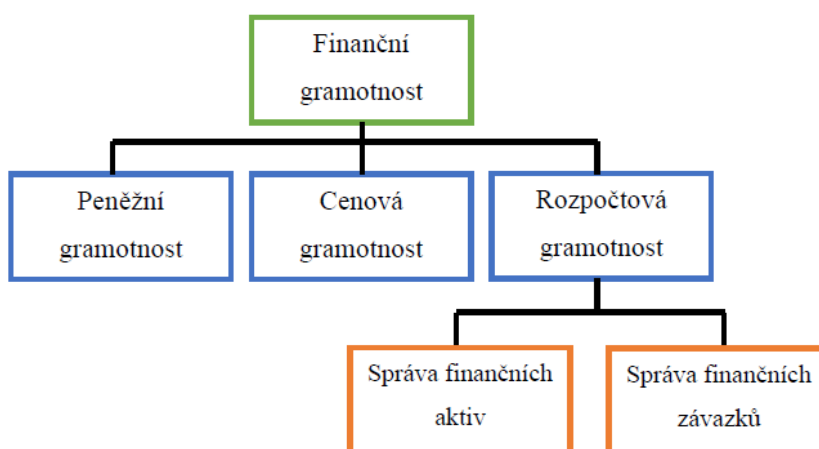 Finanční
gramotnost
Peněžní
gramotnost
Cenová
gramotnost
Rozpočtová
gramotnost
Správa finančních
aktiv
Správa finančních
závazků